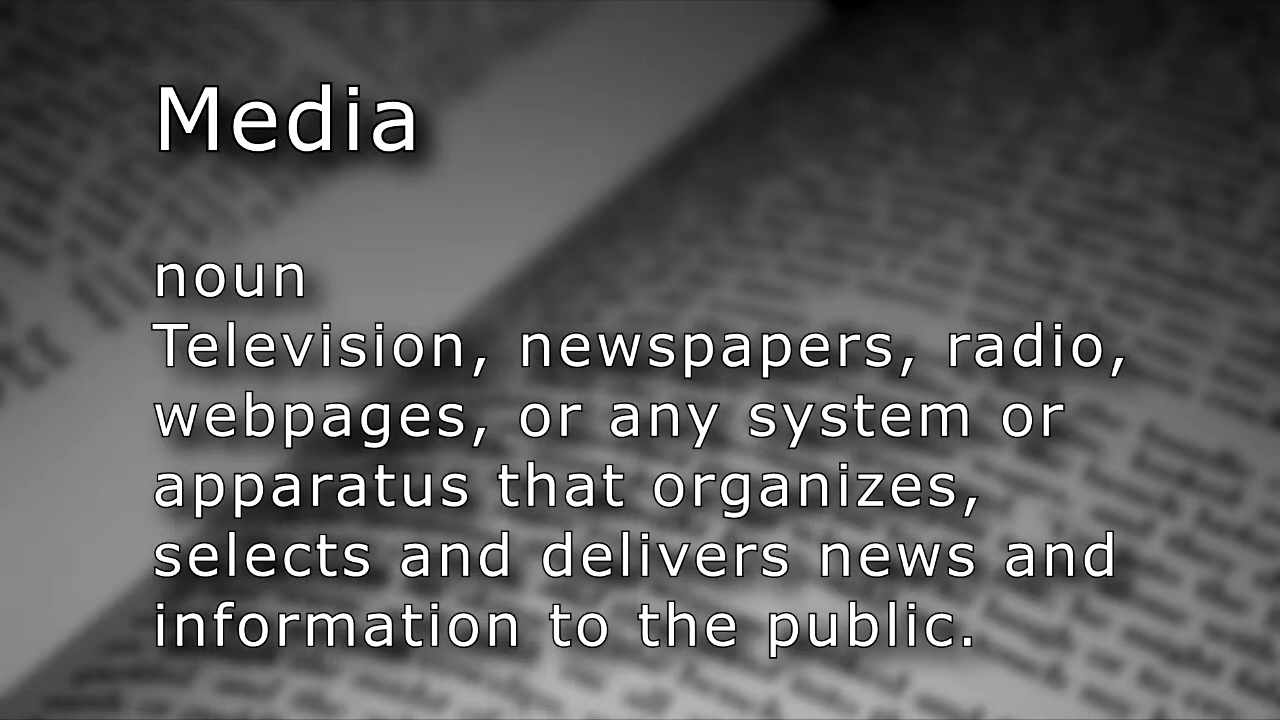 Media
noun
Television, newspapers, radio,
webpages, or any system or
apparatus that organizes,
selects and delivers news and
information to the public.